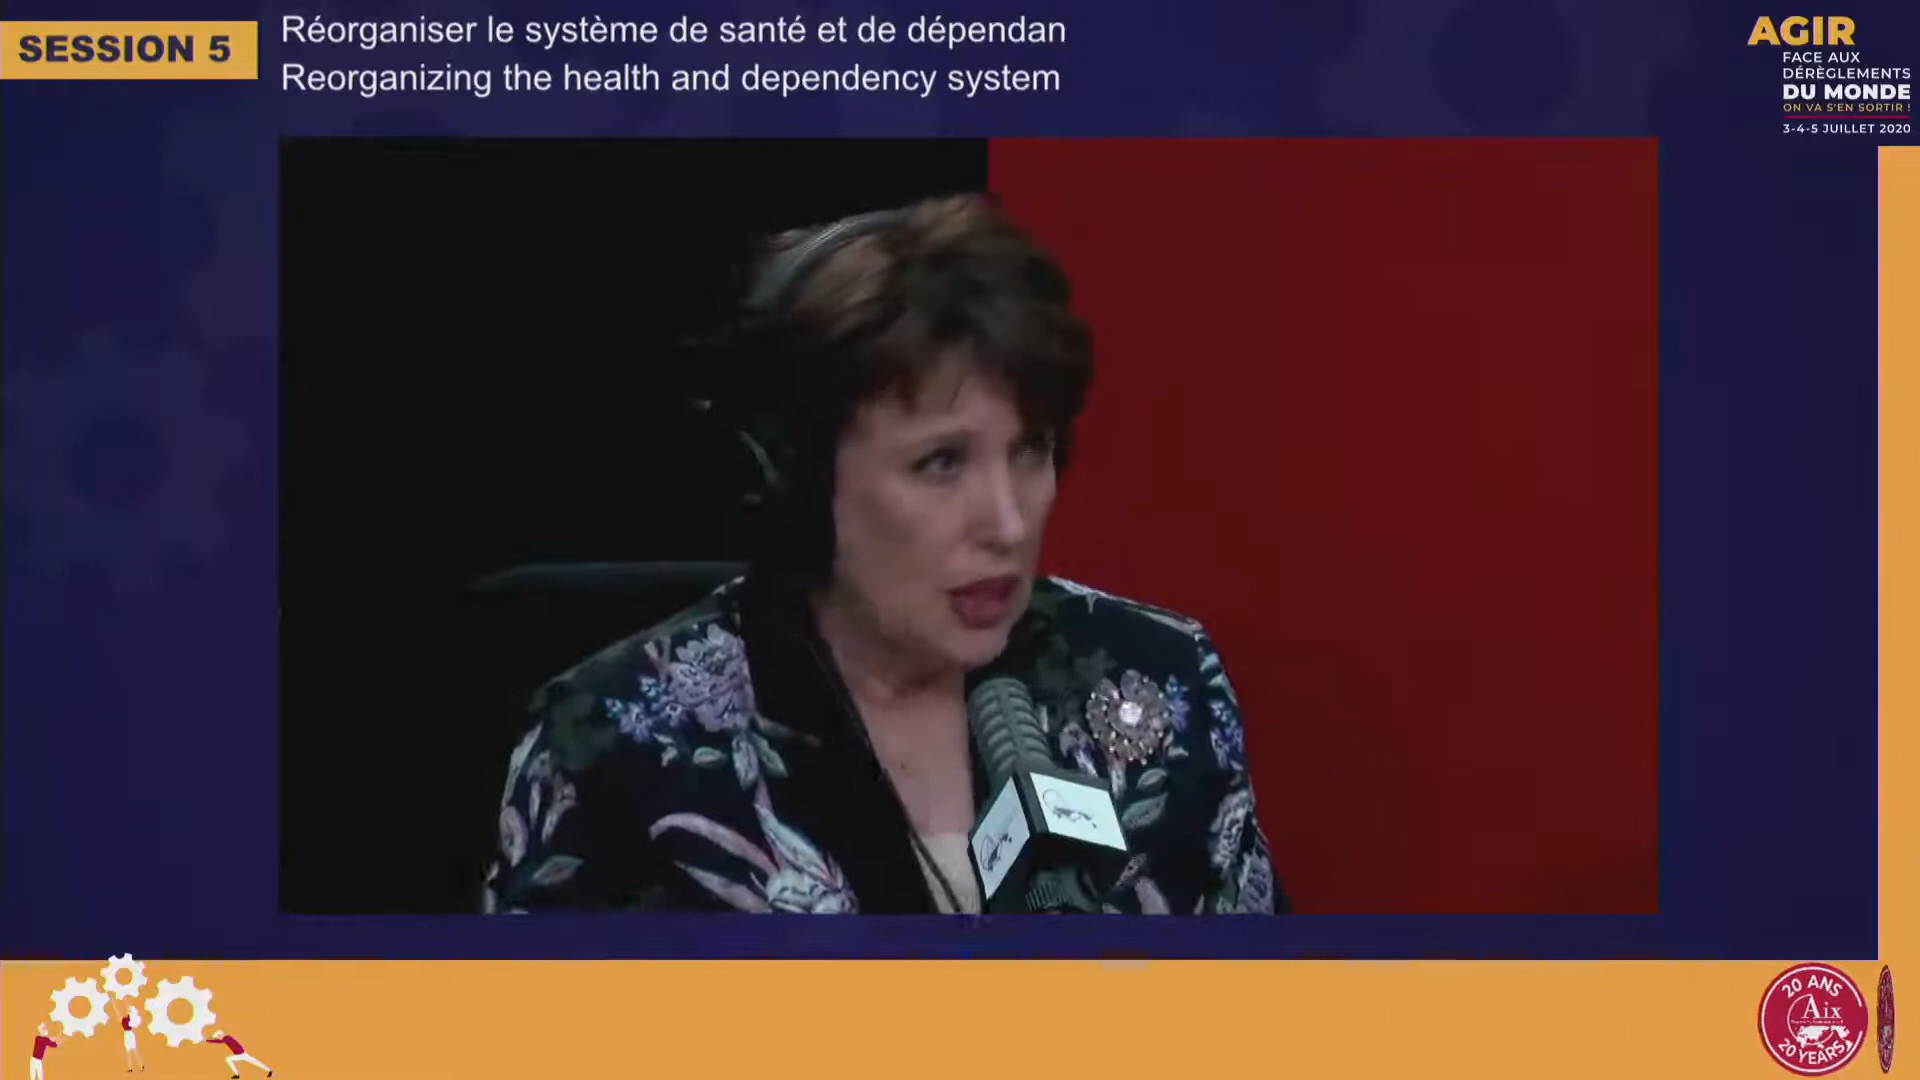 SESSION 5
Réorganiser le système de santé et de dépendan
Reorganizing the health and dependency system
AGIR
FACE AUX
DÉRÈGLEMENTS
DU MONDE
ON VA S'EN SORTIR !
3-4-5 JUILLET 2020
20 ANS
Aix
20 YEARS